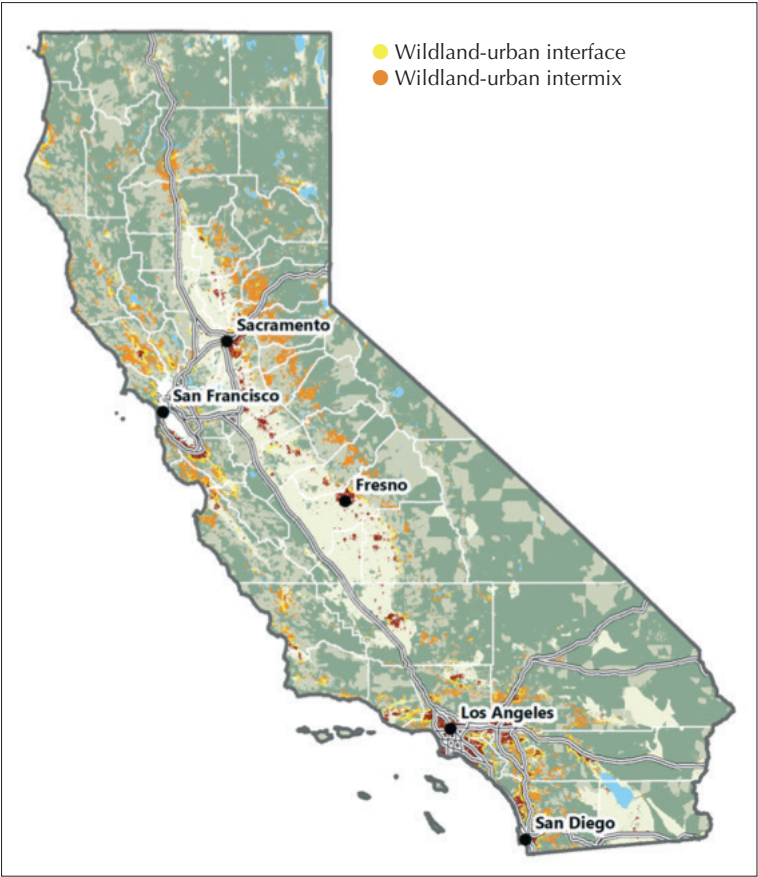 Wildland-urban interface
Wildland-urban intermix
Sacramento
San Francisco
Fresno
Los Angeles
San Diego